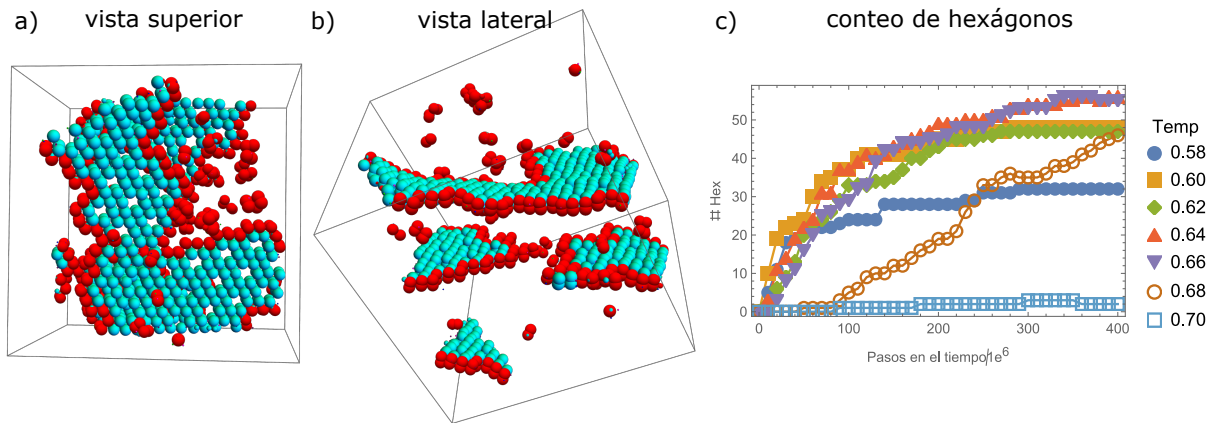 a) vista superior
b) vista lateral
c) conteo de hexágonos
# Hex
50
40
30
20
10
0
0 100 200 300 400
Pasos en el tiempo/1e^6
Temp
0.58
0.60
0.62
0.64
0.66
0.68
0.70